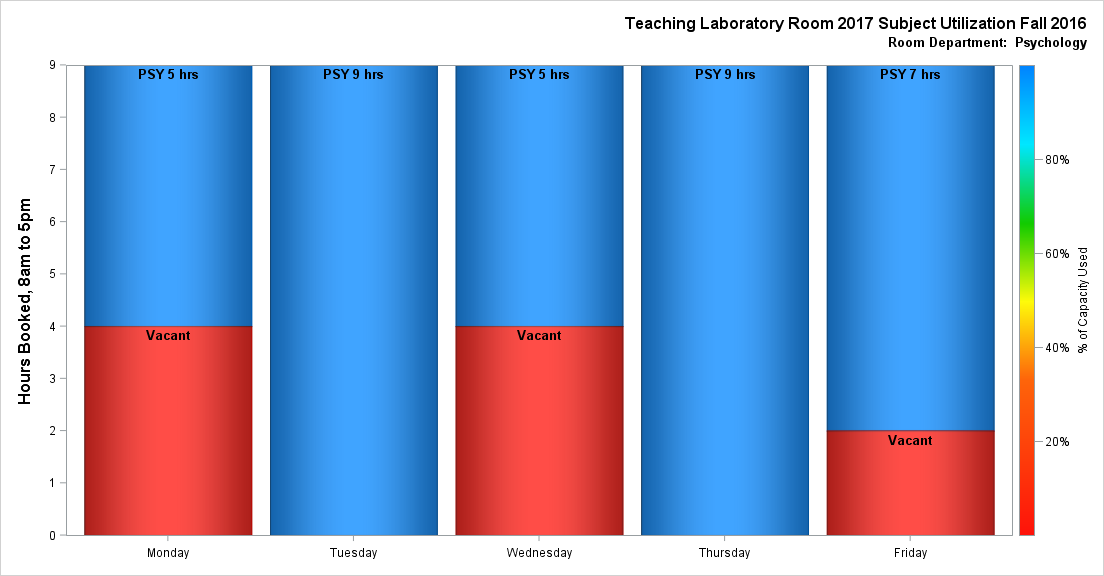 Teaching Laboratory Room 2017 Subject Utilization Fall 2016
Room Department:  Psychology
Hours Booked, 8am to 5pm
9
8
7
6
5
4
3
2
1
0
PSY 5 hrs
PSY 9 hrs
PSY 5 hrs
PSY 9 hrs
PSY 7 hrs
Vacant
Vacant
Vacant
Monday
Tuesday
Wednesday
Thursday
Friday
80%
60%
40%
20%
% of Capacity Used